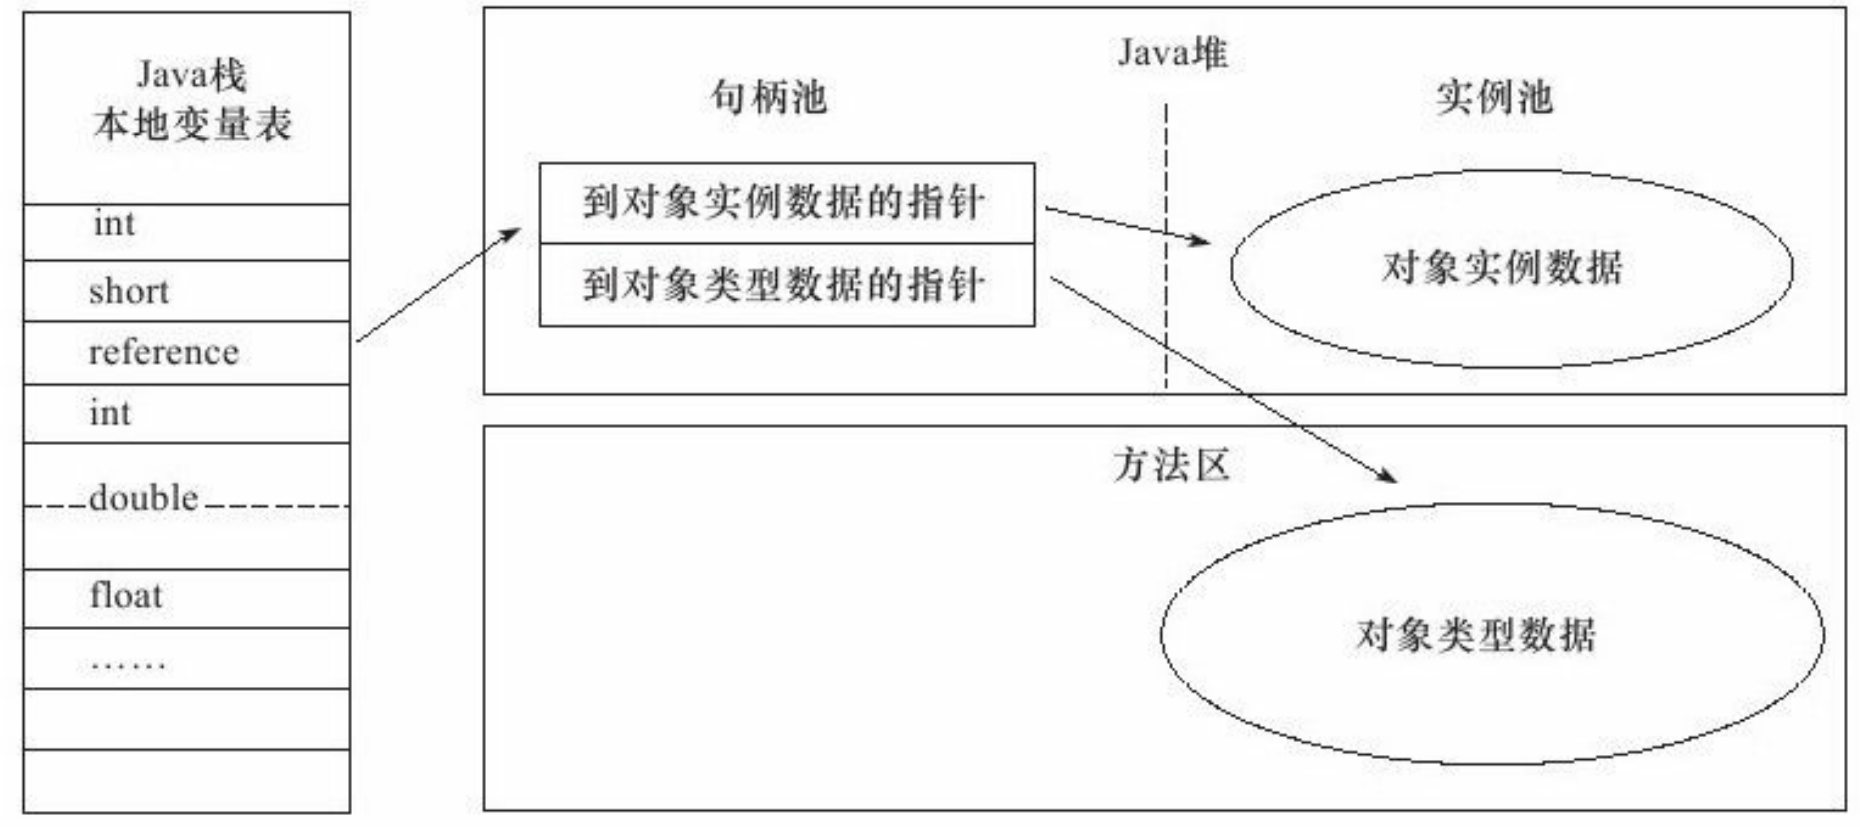 Java栈
本地变量表
int
short
reference
int
double
float
……
Java堆
句柄池
实例池
到对象实例数据的指针
到对象类型数据的指针
对象实例数据
方法区
对象类型数据